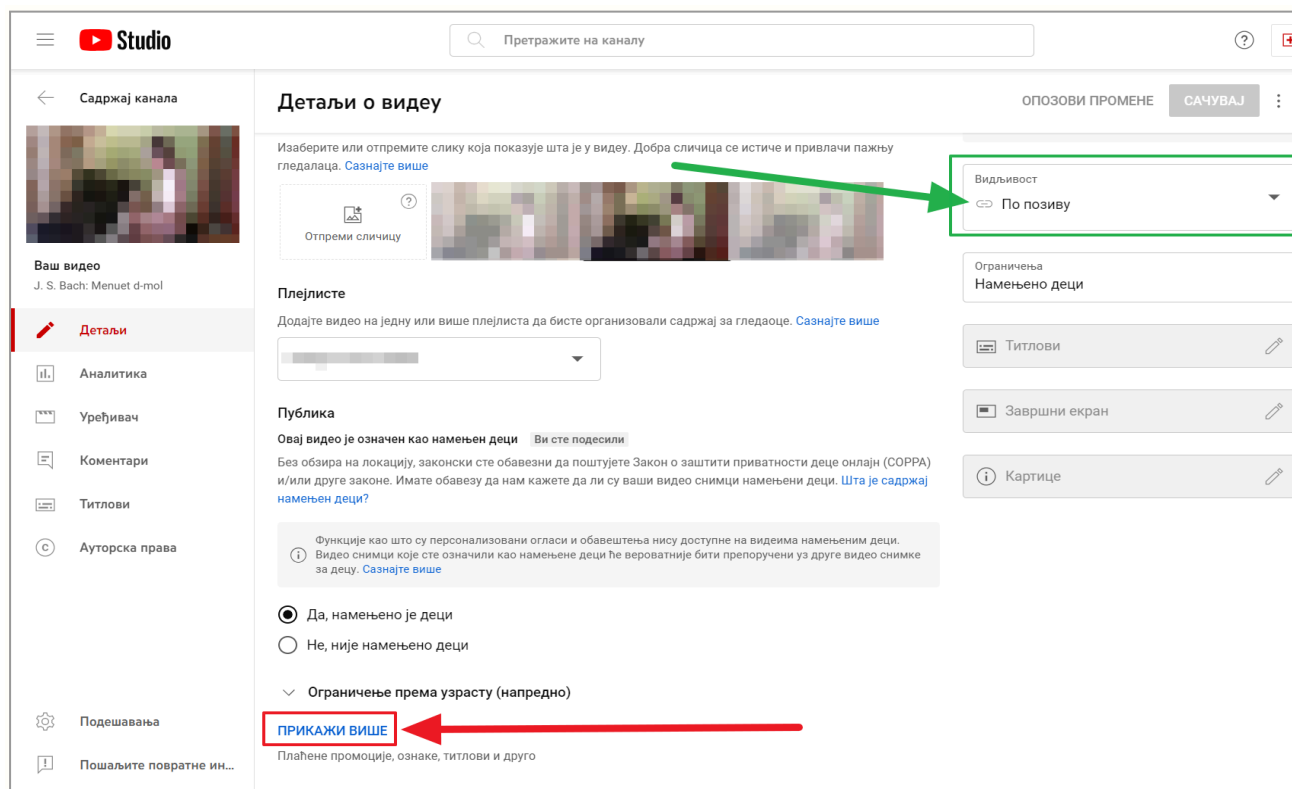 Studio
Претражите на каналу
Садржај канала
Ваш видео
J. S. Bach: Menuet d-mol
Детаљи
Аналитика
Уређивач
Коментари
Титлови
Ауторска права
Подешавања
Пошаљите повратне ин...
Детаљи о видеу
ОПОЗОВИ ПРОМЕНЕ
САЧУВАЈ
Изаберите или отпремите слику која показује шта је у видеу. Добра сличица се истиче и привлачи пажњу
гледалаца. Сазнајте више
Отпреми сличицу
Плејлисте
Додајте видео на једну или више плејлиста да бисте организовали садржај за гледаоце. Сазнајте више
Публика
Овај видео је означен као намењен деци Ви сте подесили
Без обзира на локацију, законски сте обавезни да поштујете Закон о заштити приватности деце онлајн (COPPA)
и/или друге законе. Имате обавезу да нам кажете да ли су ваши видео снимци намењени деци. Шта је садржај
намењен деци?
Функције као што су персонализовани огласи и обавештења нису доступне на видеима намењеним деци.
Видео снимци које сте означили као намењене деци ће вероватније бити препоручени уз друге видео снимке
за децу. Сазнајте више
Да, намењено је деци
Не, није намењено деци
Ограничење према узрасту (напредно)
ПРИКАЖИ ВИШЕ
Плаћене промоције, ознаке, титлови и друго
Видљивост
По позиву
Ограничења
Намењено деци
Титлови
Завршни екран
Картице